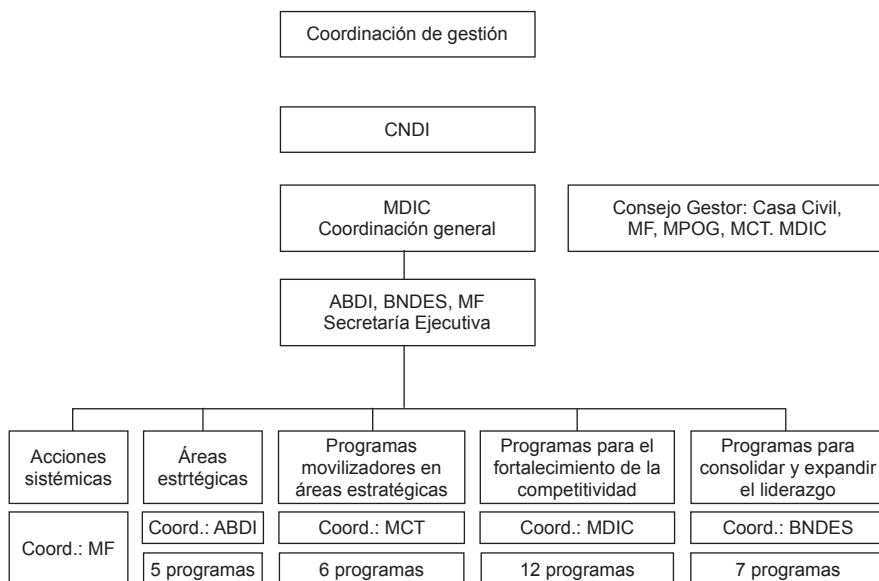 Coordinación de gestión
CNDI
MDIC
Coordinación general
Consejo Gestor: Casa Civil,
MF, MPOG, MCT. MDIC
ABDI, BNDES, MF
Secretaría Ejecutiva
Acciones
sistémicas
Áreas
estrtégicas
Programas
movilizadores en
áreas estratégicas
Programas para el
fortalecimiento de la
competitividad
Programas para
consolidar y expandir
el liderazgo
Coord.: MF
Coord.: ABDI
Coord.: MCT
Coord.: MDIC
Coord.: BNDES
5 programas
6 programas
12 programas
7 programas